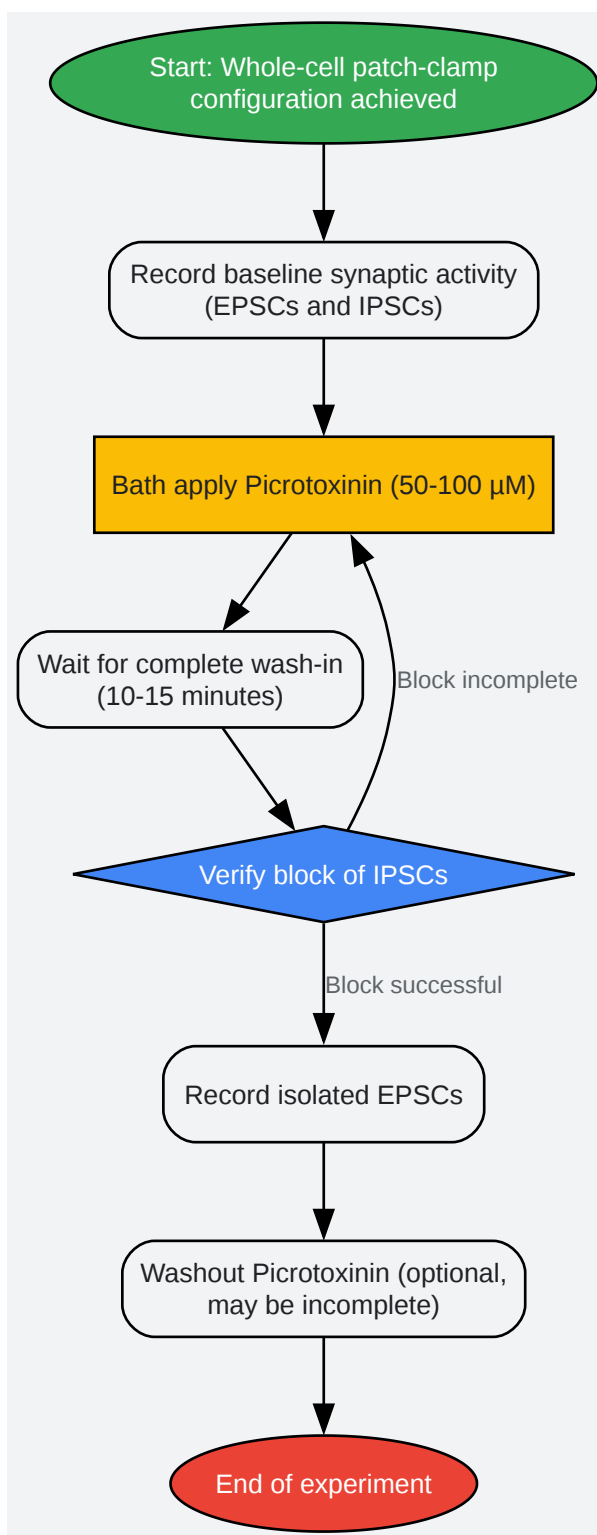 Start: Whole-cell patch-clamp
configuration achieved
Record baseline synaptic activity
(EPSCs and IPSCs)
Bath apply Picrotoxinin (50-100 µM)
Wait for complete wash-in
(10-15 minutes)
Block incomplete
Verify block of IPSCs
Block successful
Record isolated EPSCs
Washout Picrotoxinin (optional,
may be incomplete)
End of experiment